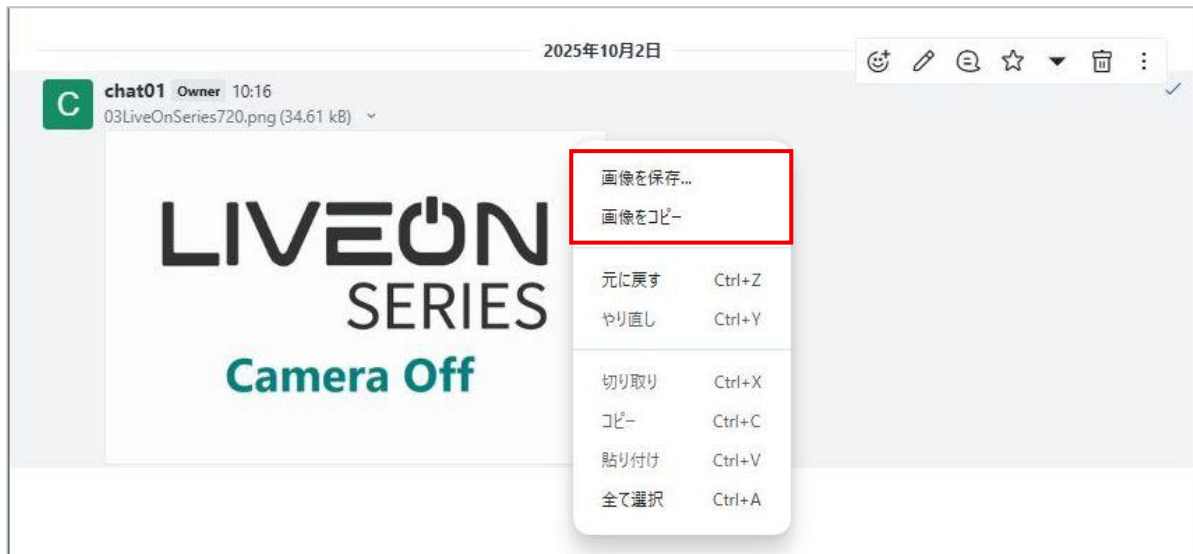 2025年10月2日
C
chat01 Owner 10:16
03LiveOnSeries720.png (34.61 kB)
LIVEON
SERIES
Camera Off
画像を保存...
画像をコピー
元に戻す Ctrl+Z
やり直し Ctrl+Y
切り取り Ctrl+X
コピー Ctrl+C
貼り付け Ctrl+V
全て選択 Ctrl+A